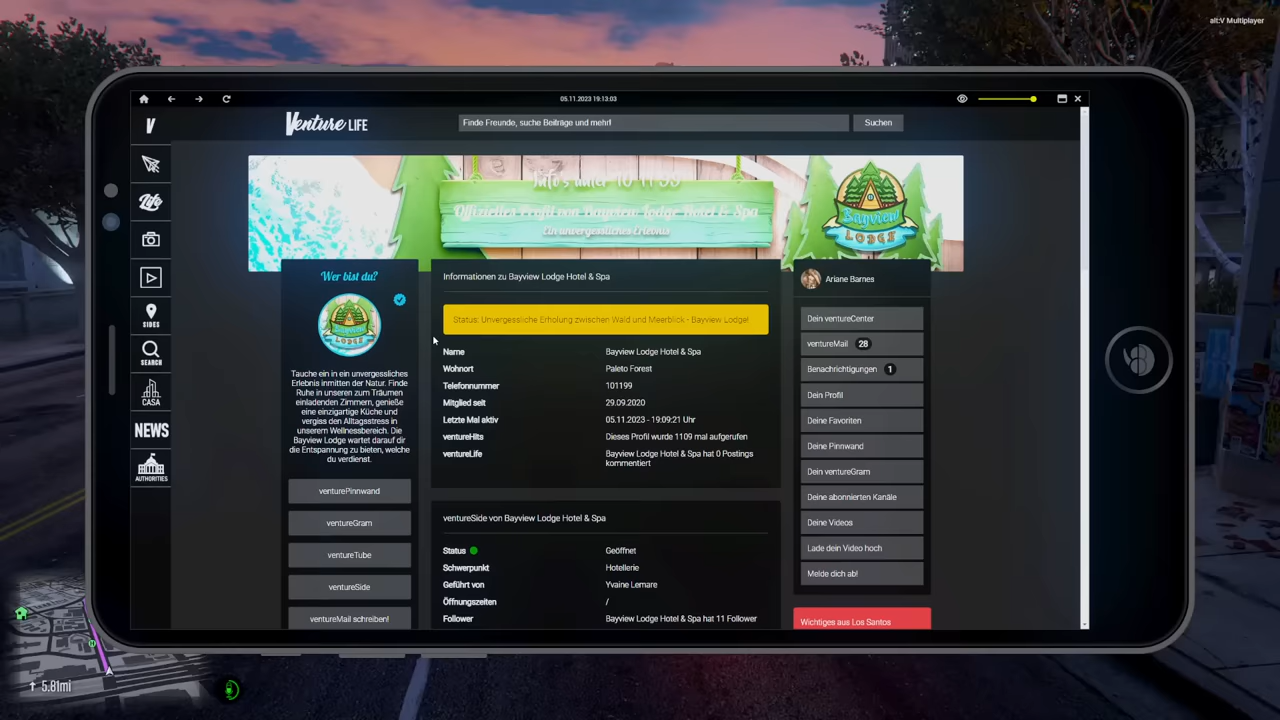 alt:V Multiplayer
05.11.2023 19:13:03
V
Venture LIFE
Finde Freunde, suche Beiträge und mehr!
Suchen
Life
SIDES
SEARCH
CASA
NEWS
AUTHORITIES
Info's unter 10 11 99
Offizielles Profil von Bayview Lodge Hotel & Spa
Ein unvergessliches Erlebnis
Bayview
LODGE
Wer bist du?
Tauche ein in ein unvergessliches
Erlebnis inmitten der Natur. Finde
Ruhe in unseren zum Träumen
einladenden Zimmern, genieße
eine einzigartige Küche und
vergiss den Alltagsstress in
unserem Wellnessbereich. Die
Bayview Lodge wartet darauf dir
die Entspannung zu bieten, welche
du verdienst.
venturePinnwand
ventureGram
ventureTube
ventureSide
ventureMail schreiben!
Informationen zu Bayview Lodge Hotel & Spa
Status: Unvergessliche Erholung zwischen Wald und Meerblick - Bayview Lodge!
Name Bayview Lodge Hotel & Spa
Wohnort Paleto Forest
Telefonnummer 101199
Mitglied seit 29.09.2020
Letzte Mal aktiv 05.11.2023 - 19:09:21 Uhr
ventureHits Dieses Profil wurde 1109 mal aufgerufen
ventureLife Bayview Lodge Hotel & Spa hat 0 Postings
kommentiert
ventureSide von Bayview Lodge Hotel & Spa
Status Geöffnet
Schwerpunkt Hotellerie
Geführt von Yvaine Lemare
Öffnungszeiten /
Follower Bayview Lodge Hotel & Spa hat 11 Follower
Ariane Barnes
Dein ventureCenter
ventureMail 28
Benachrichtigungen 1
Dein Profil
Deine Favoriten
Deine Pinnwand
Dein ventureGram
Deine abonnierten Kanäle
Deine Videos
Lade dein Video hoch
Melde dich ab!
Wichtiges aus Los Santos
5.81mi